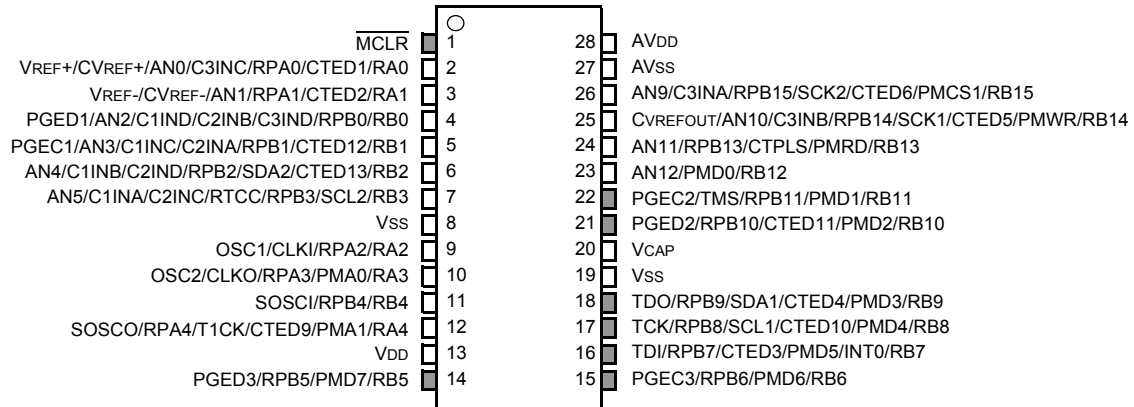 MCLR 1 28 AVDD
VREF+/CVREF+/AN0/C3INC/RPA0/CTED1/RA0 2 27 AVSS
VREF-/CVREF-/AN1/RPA1/CTED2/RA1 3 26 AN9/C3INA/RPB15/SCK2/CTED6/PMCS1/RB15
PGED1/AN2/C1IND/C2INB/C3IND/RPB0/RB0 4 25 CVREFOUT/AN10/C3INB/RPB14/SCK1/CTED5/PMWR/RB14
PGEC1/AN3/C1INC/C2INA/RPB1/CTED12/RB1 5 24 AN11/RPB13/CTPLS/PMRD/RB13
AN4/C1INB/C2IND/RPB2/SDA2/CTED13/RB2 6 23 AN12/PMD0/RB12
AN5/C1INA/C2INC/RTCC/RPB3/SCL2/RB3 7 22 PGEC2/TMS/RPB11/PMD1/RB11
VSS 8 21 PGED2/RPB10/CTED11/PMD2/RB10
OSC1/CLKI/RPA2/RA2 9 20 VCAP
OSC2/CLKO/RPA3/PMA0/RA3 10 19 VSS
SOSCI/RPB4/RB4 11 18 TDO/RPB9/SDA1/CTED4/PMD3/RB9
SOSCO/RPA4/T1CK/CTED9/PMA1/RA4 12 17 TCK/RPB8/SCL1/CTED10/PMD4/RB8
VDD 13 16 TDI/RPB7/CTED3/PMD5/INT0/RB7
PGED3/RPB5/PMD7/RB5 14 15 PGEC3/RPB6/PMD6/RB6